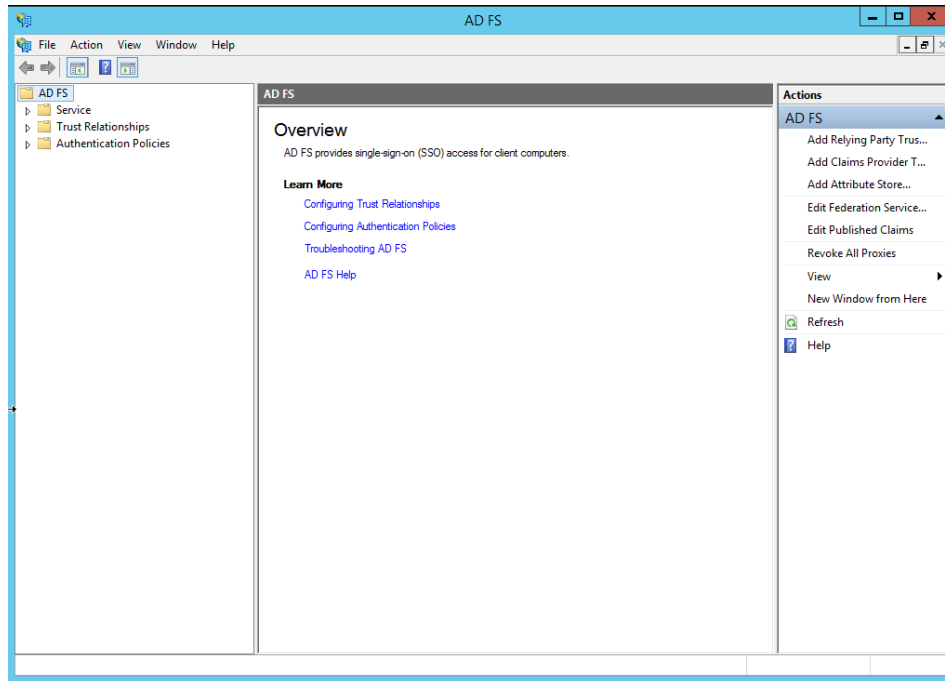 AD FS
File Action View Window Help
AD FS
Service
Trust Relationships
Authentication Policies
AD FS
Overview
AD FS provides single-sign-on (SSO) access for client computers.
Learn More
Configuring Trust Relationships
Configuring Authentication Policies
Troubleshooting AD FS
AD FS Help
Actions
AD FS
Add Relying Party Trus...
Add Claims Provider T...
Add Attribute Store...
Edit Federation Service...
Edit Published Claims
Revoke All Proxies
View
New Window from Here
Refresh
Help